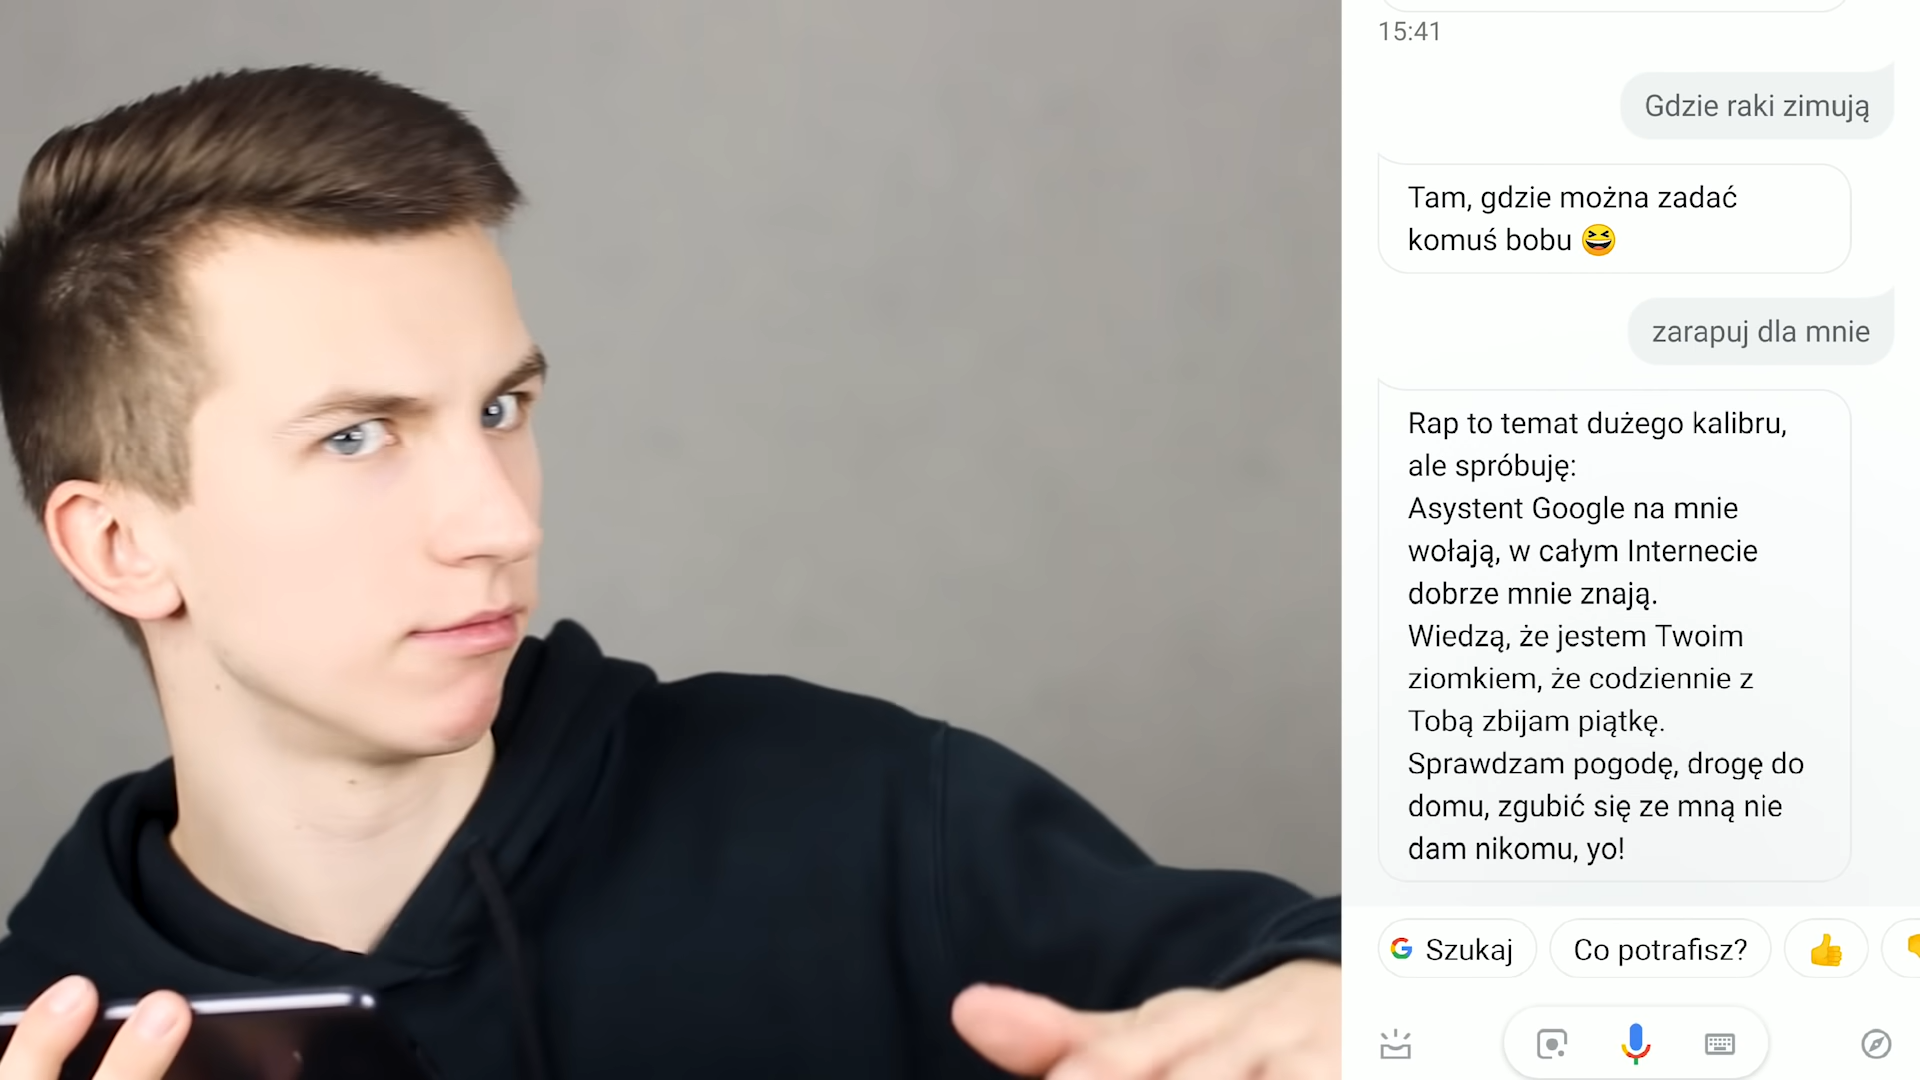 15:41
Gdzie raki zimują
Tam, gdzie można zadać
komuś bobu 😆
zarapuj dla mnie
Rap to temat dużego kalibru,
ale spróbuję:
Asystent Google na mnie
wołają, w całym Internecie
dobrze mnie znają.
Wiedzą, że jestem Twoim
ziomkiem, że codziennie z
Tobą zbijam piątkę.
Sprawdzam pogodę, drogę do
domu, zgubić się ze mną nie
dam nikomu, yo!
Szukaj
Co potrafisz?